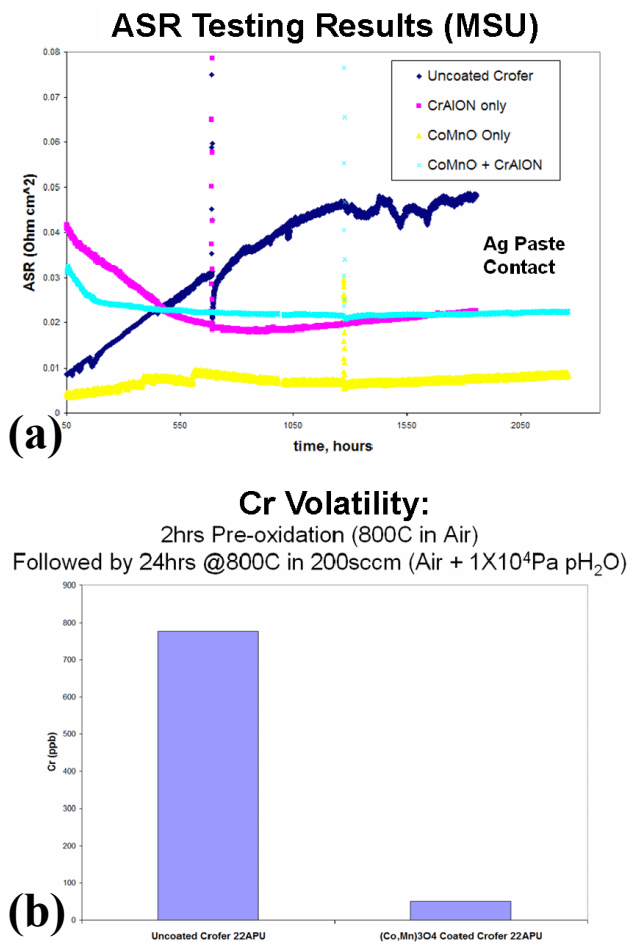 ASR Testing Results (MSU)
0.08
0.07
0.06
0.05
0.04
0.03
0.02
0.01
0
ASR (Ohm cm^2)
Uncoated Crofer
CrAlON only
CoMnO Only
CoMnO + CrAlON
Ag Paste
Contact
50
550
1050
1550
2050
time, hours
(a)
Cr Volatility:
2hrs Pre-oxidation (800C in Air)
Followed by 24hrs @800C in 200sccm (Air + 1X10⁴Pa pH₂O)
900
800
700
600
500
400
300
200
100
0
Cr (ppb)
Uncoated Crofer 22APU
(Co,Mn)3O4 Coated Crofer 22APU
(b)